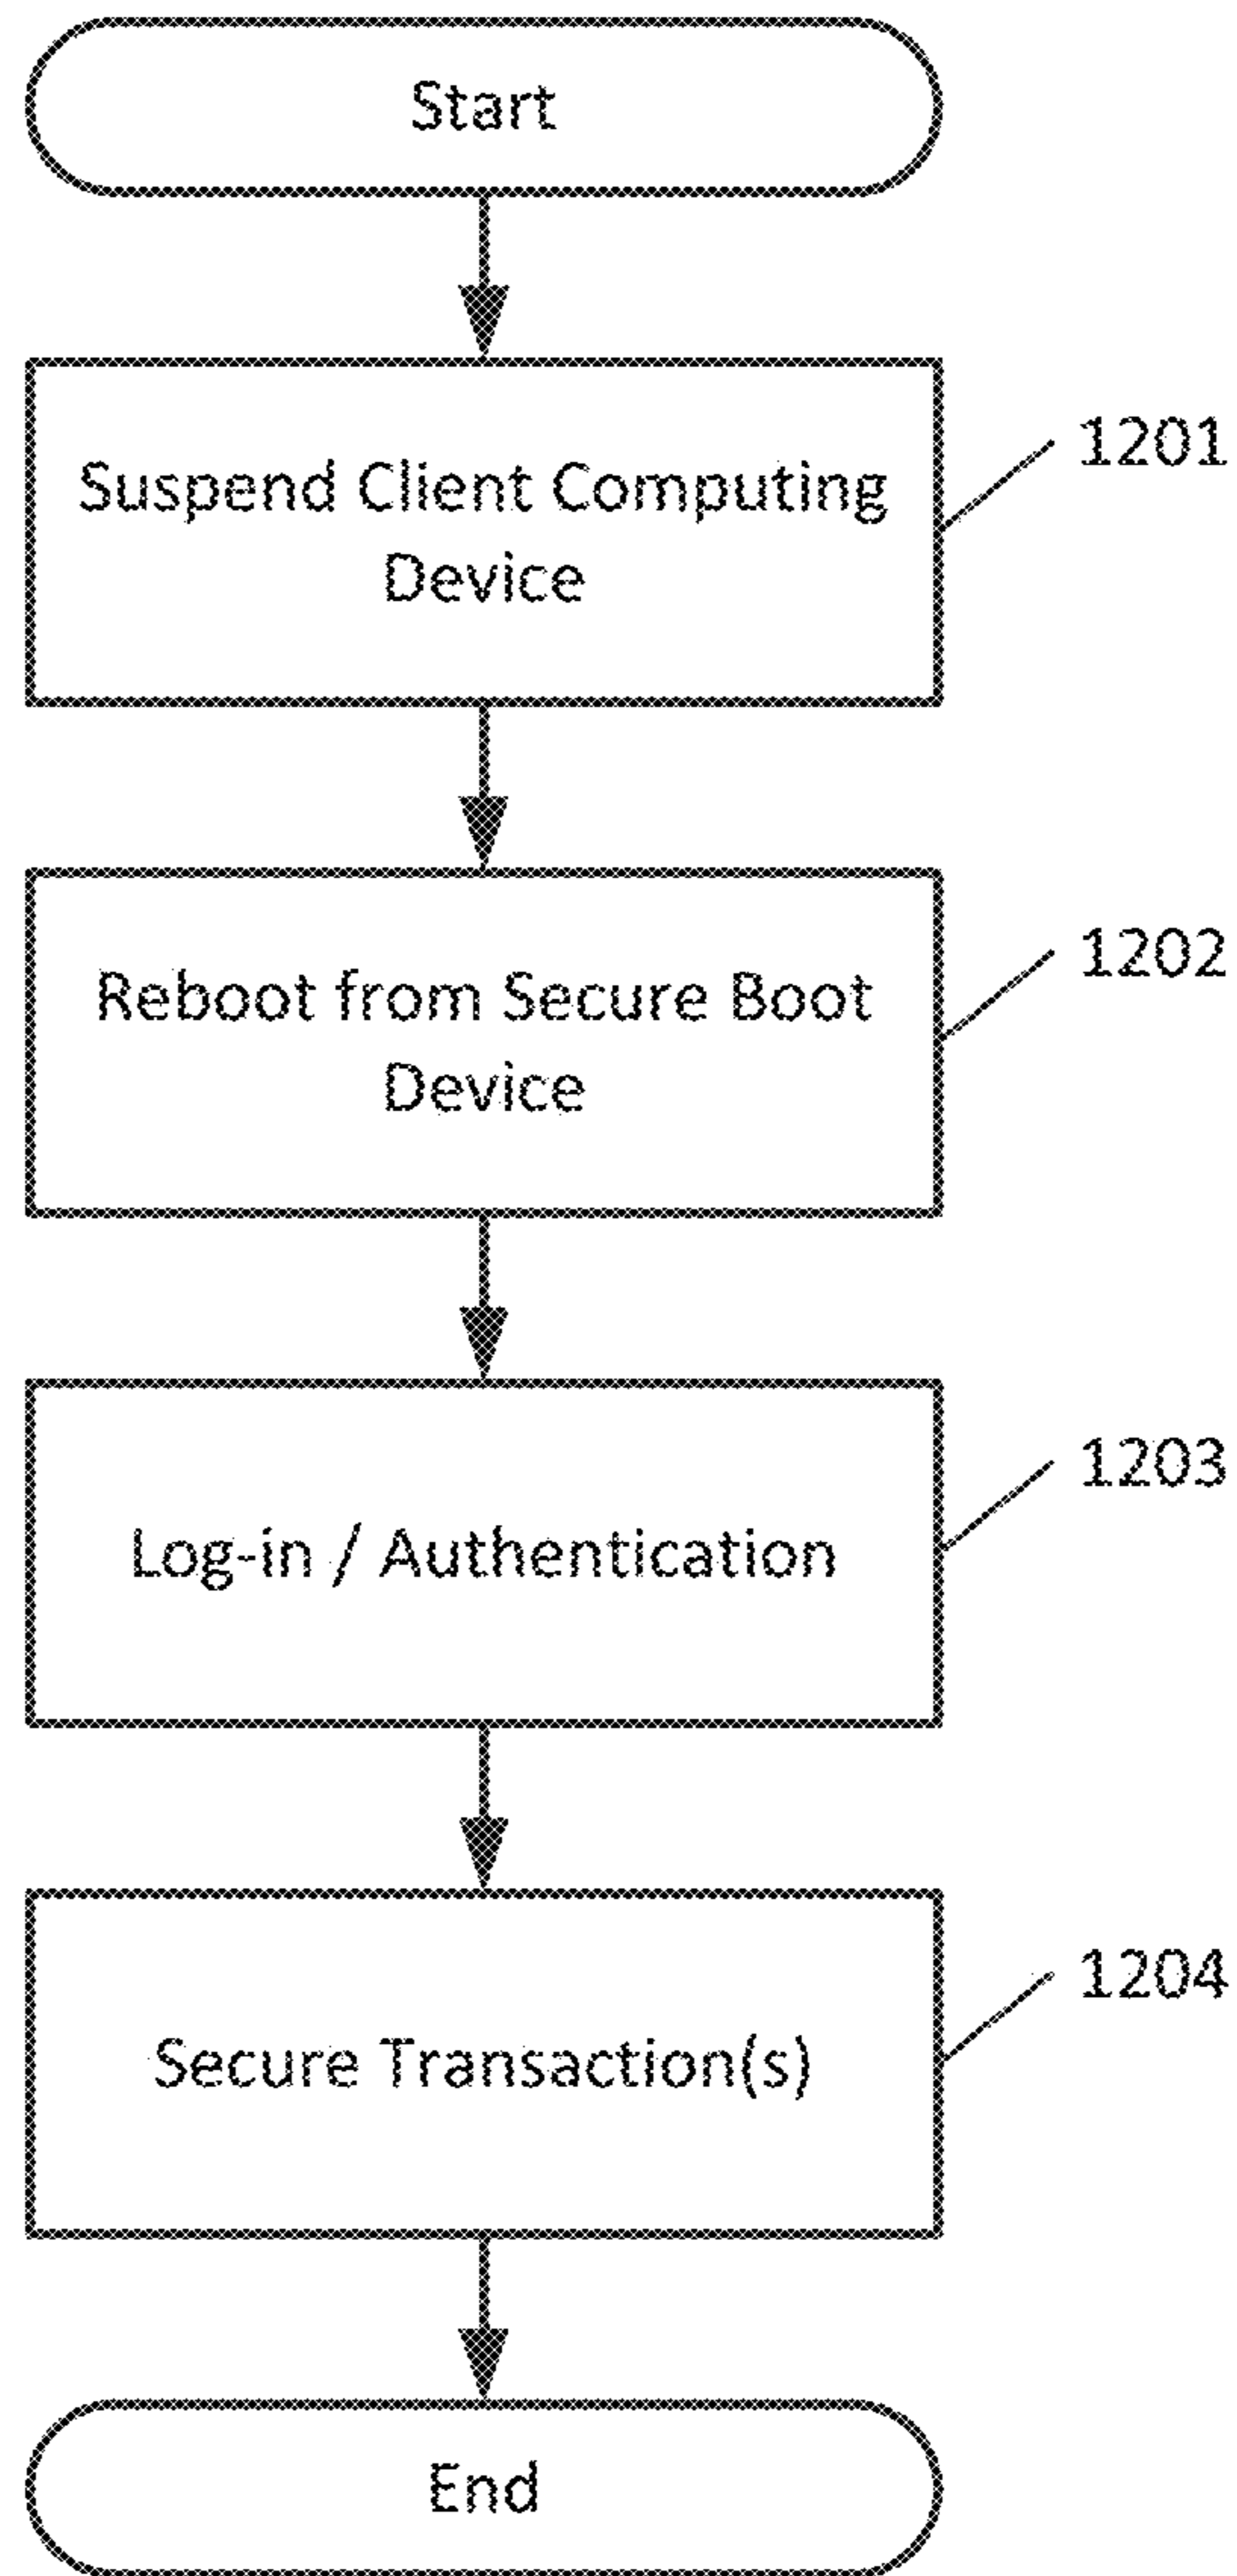 Start
Suspend Client Computing
Device
1201
Reboot from Secure Boot
Device
1202
Log-in / Authentication
1203
Secure Transaction(s)
1204
End